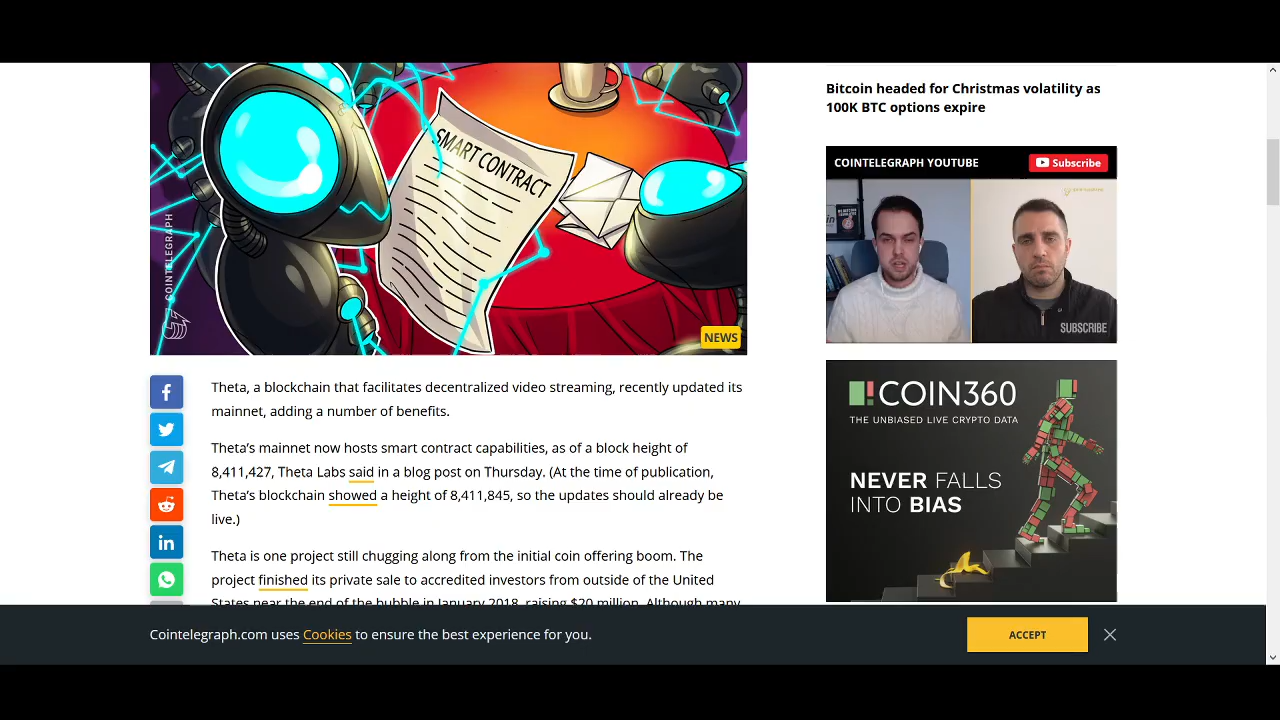 SMART CONTRACT
COINTELEGRAPH
NEWS
Theta, a blockchain that facilitates decentralized video streaming, recently updated its
mainnet, adding a number of benefits.
Theta's mainnet now hosts smart contract capabilities, as of a block height of
8,411,427, Theta Labs said in a blog post on Thursday. (At the time of publication,
Theta's blockchain showed a height of 8,411,845, so the updates should already be
live.)
Theta is one project still chugging along from the initial coin offering boom. The
project finished its private sale to accredited investors from outside of the United
States near the end of the bubble in January 2018, raising $20 million. Although many
Bitcoin headed for Christmas volatility as
100K BTC options expire
COINTELEGRAPH YOUTUBE
Subscribe
SUBSCRIBE
COIN360
THE UNBIASED LIVE CRYPTO DATA
NEVER FALLS
INTO BIAS
Cointelegraph.com uses Cookies to ensure the best experience for you.
ACCEPT